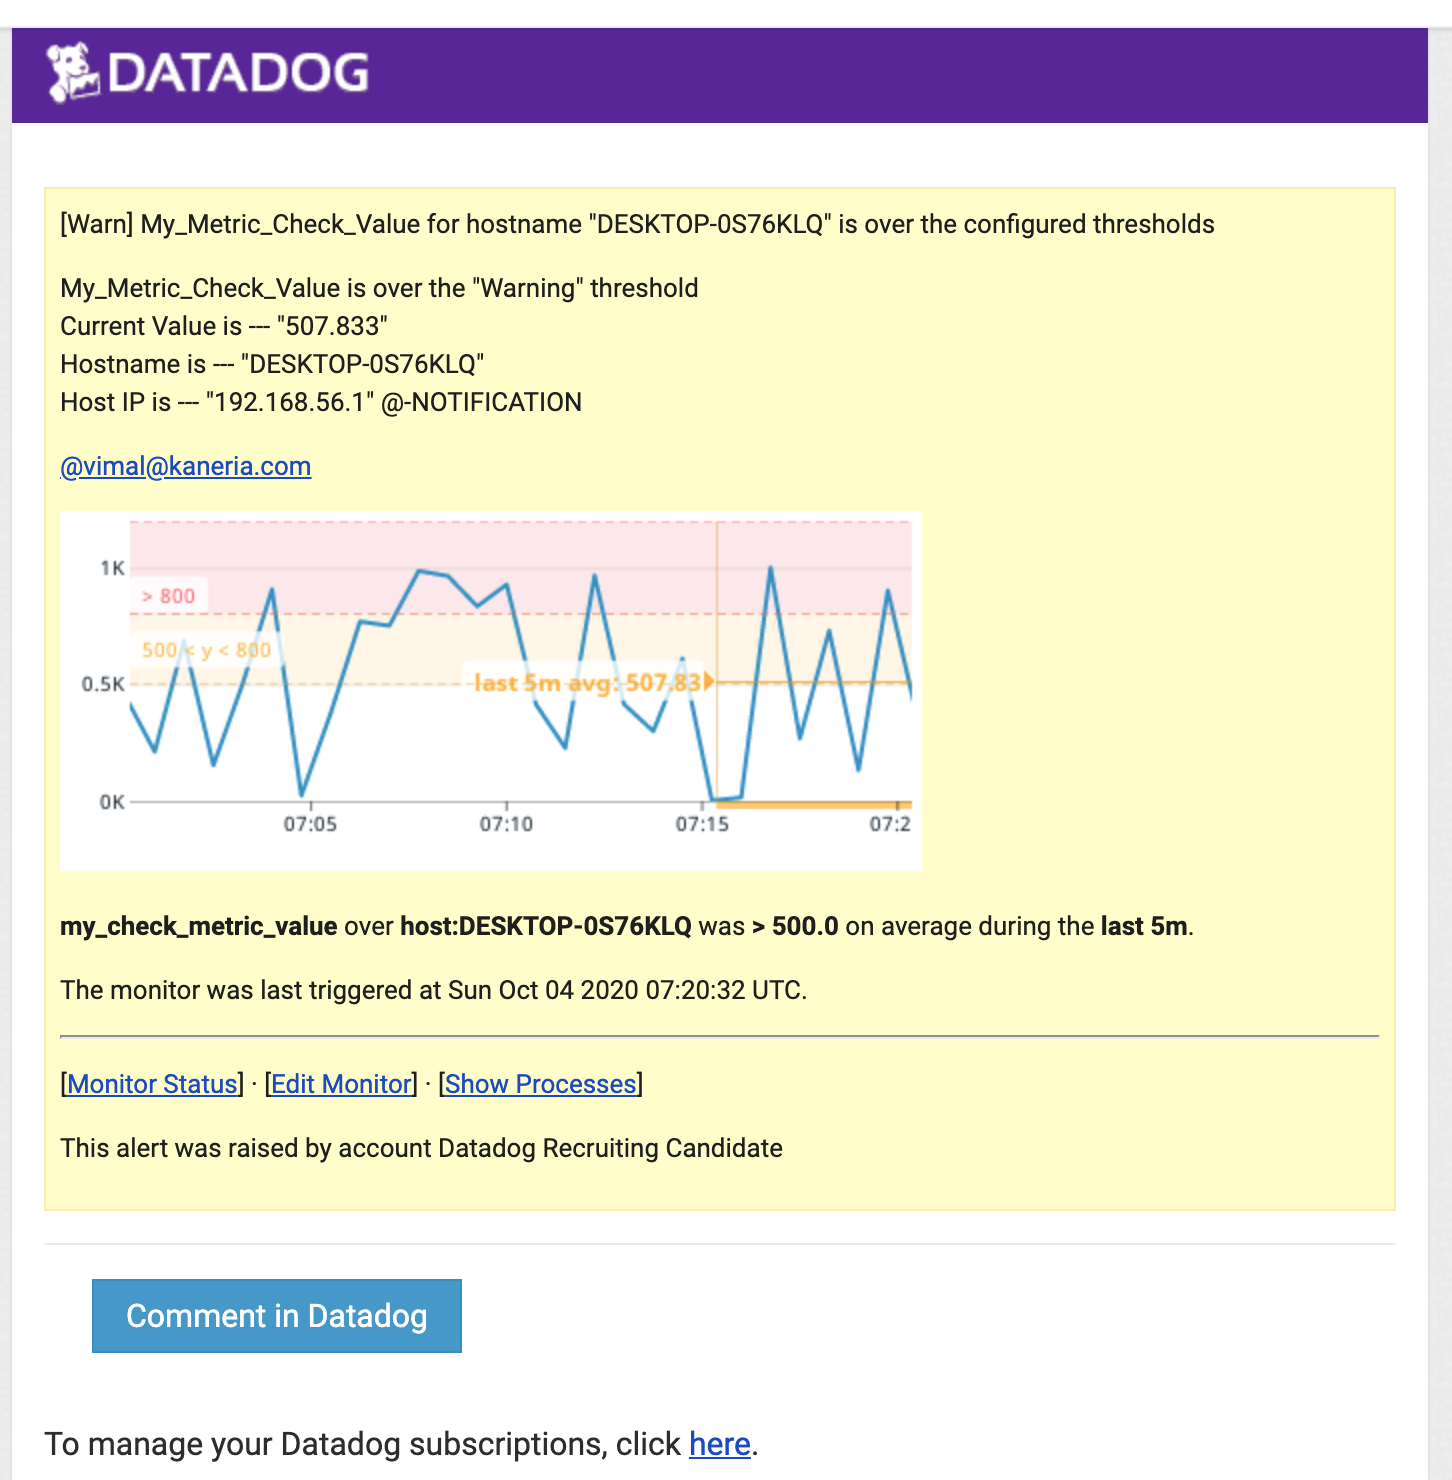 DATADOG
[Warn] My_Metric_Check_Value for hostname "DESKTOP-0S76KLQ" is over the configured thresholds
My_Metric_Check_Value is over the "Warning" threshold
Current Value is --- "507.833"
Hostname is --- "DESKTOP-0S76KLQ"
Host IP is --- "192.168.56.1" @-NOTIFICATION
@vimal@kaneria.com
1K
> 800
500 < y < 800
0.5K
last 5m avg: 507.83
0K
07:05 07:10 07:15 07:2
my_check_metric_value over host:DESKTOP-0S76KLQ was > 500.0 on average during the last 5m.
The monitor was last triggered at Sun Oct 04 2020 07:20:32 UTC.
[Monitor Status] · [Edit Monitor] · [Show Processes]
This alert was raised by account Datadog Recruiting Candidate
Comment in Datadog
To manage your Datadog subscriptions, click here.